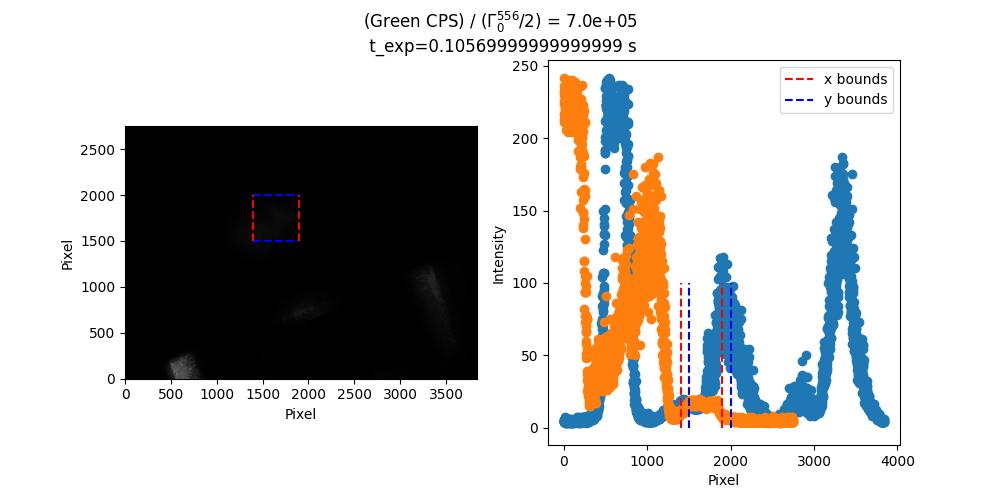 (Green CPS) / (Γ₀⁵⁵⁶/2) = 7.0e+05
t_exp=0.10569999999999999 s
2500
2000
1500
1000
500
0
Pixel
0 500 1000 1500 2000 2500 3000 3500
Pixel
250
200
150
100
50
0
Intensity
x bounds
y bounds
0 1000 2000 3000 4000
Pixel